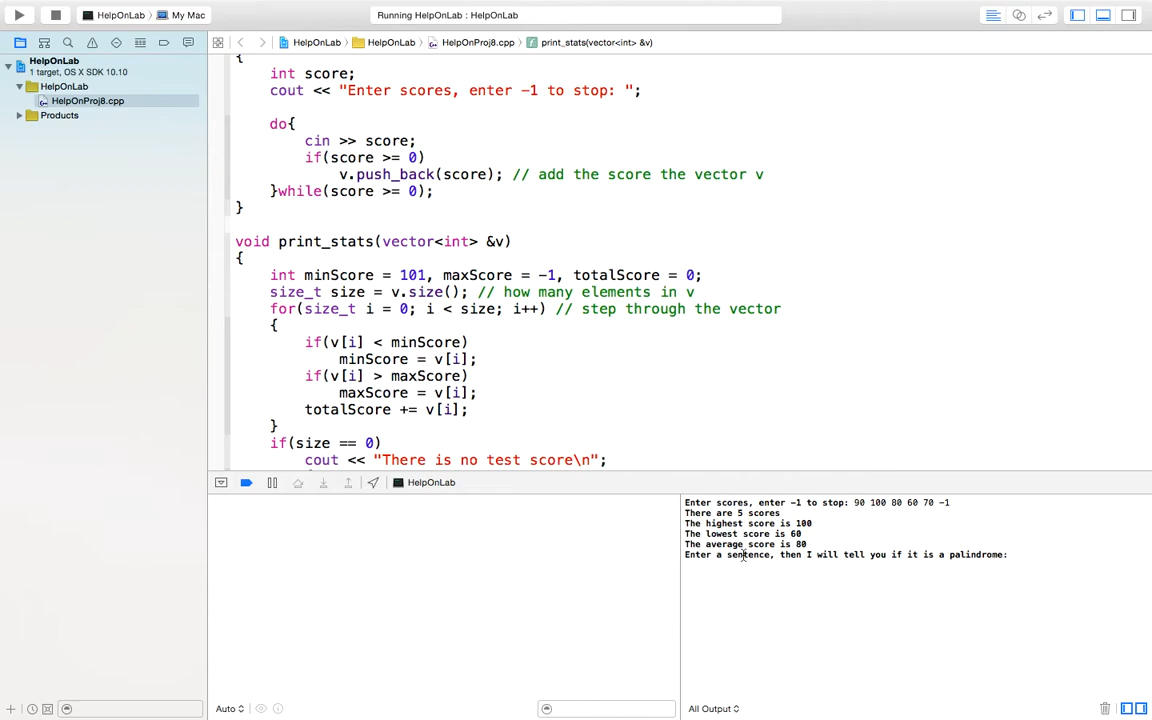 HelpOnLab › My Mac
Running HelpOnLab : HelpOnLab
HelpOnLab › HelpOnLab › HelpOnProj8.cpp › print_stats(vector<int> &v)
HelpOnLab
1 target, OS X SDK 10.10
HelpOnLab
HelpOnProj8.cpp
Products
{
int score;
cout << "Enter scores, enter -1 to stop: ";
do{
cin >> score;
if(score >= 0)
v.push_back(score); // add the score the vector v
}while(score >= 0);
}
void print_stats(vector<int> &v)
{
int minScore = 101, maxScore = -1, totalScore = 0;
size_t size = v.size(); // how many elements in v
for(size_t i = 0; i < size; i++) // step through the vector
{
if(v[i] < minScore)
minScore = v[i];
if(v[i] > maxScore)
maxScore = v[i];
totalScore += v[i];
}
if(size == 0)
cout << "There is no test score\n";
HelpOnLab
Enter scores, enter -1 to stop: 90 100 80 60 70 -1
There are 5 scores
The highest score is 100
The lowest score is 60
The average score is 80
Enter a sentence, then I will tell you if it is a palindrome:
Auto
All Output